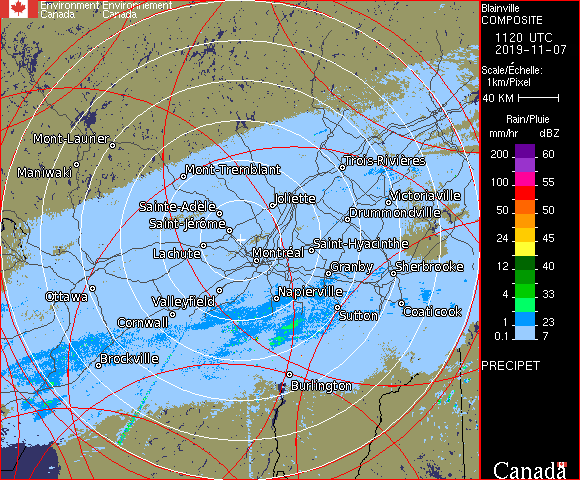 Environment Environnement
Canada Canada
Blainville
COMPOSITE
1120 UTC
2019-11-07
Scale/Échelle:
1km/Pixel
40 KM
Rain/Pluie
mm/hr dBZ
200 60
100 55
50 50
24 45
12 40
4 33
1 23
0.1 7
PRECIPET
Canada
Mont-Laurier
Maniwaki
Mont-Tremblant
Trois-Rivières
Sainte-Adèle
Joliette
Victoriaville
Saint-Jérôme
Drummondville
Lachute
Montréal
Saint-Hyacinthe
Granby
Sherbrooke
Ottawa
Valleyfield
Napierville
Cornwall
Sutton
Coaticook
Brockville
Burlington